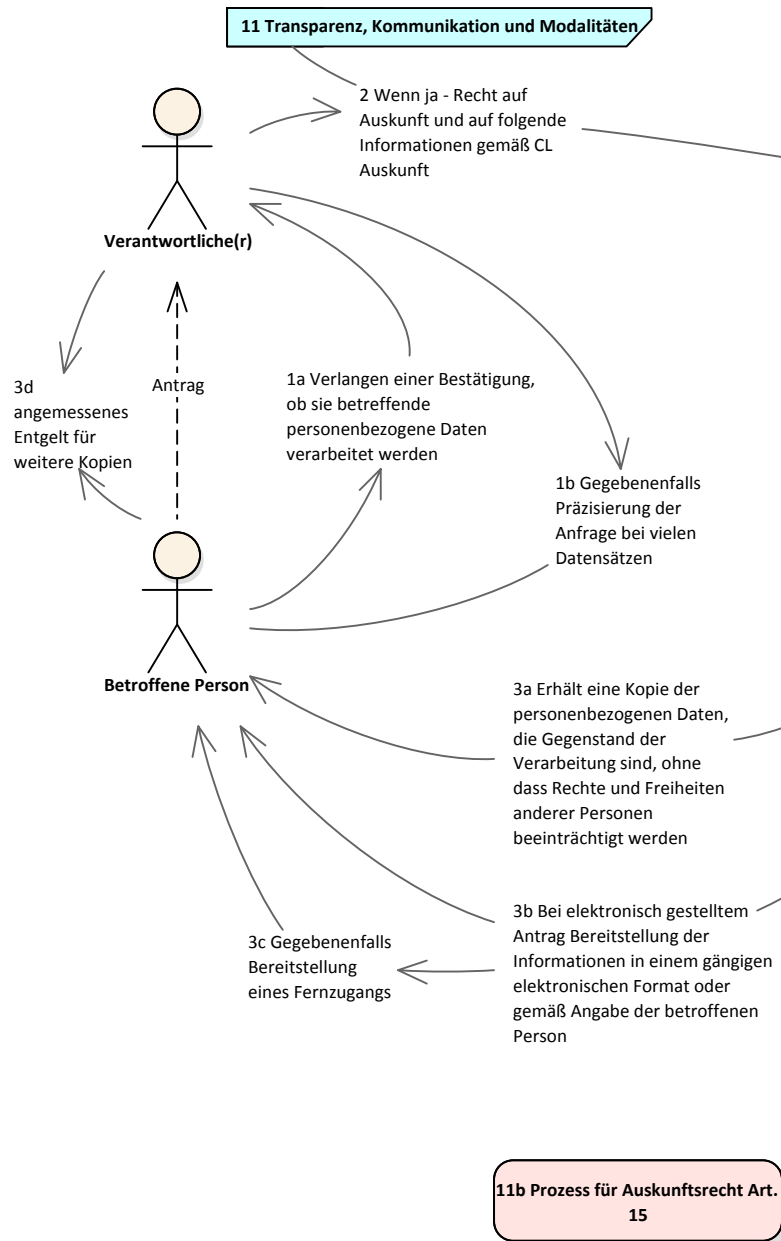 11 Transparenz, Kommunikation und Modalitäten
2 Wenn ja - Recht auf
Auskunft und auf folgende
Informationen gemäß CL
Auskunft
Verantwortliche(r)
3d
angemessenes
Entgelt für
weitere Kopien
Antrag
1a Verlangen einer Bestätigung,
ob sie betreffende
personenbezogene Daten
verarbeitet werden
1b Gegebenenfalls
Präzisierung der
Anfrage bei vielen
Datensätzen
Betroffene Person
3a Erhält eine Kopie der
personenbezogenen Daten,
die Gegenstand der
Verarbeitung sind, ohne
dass Rechte und Freiheiten
anderer Personen
beeinträchtigt werden
3b Bei elektronisch gestelltem
Antrag Bereitstellung der
Informationen in einem gängigen
elektronischen Format oder
gemäß Angabe der betroffenen
Person
3c Gegebenenfalls
Bereitstellung
eines Fernzugangs
11b Prozess für Auskunftsrecht Art.
15